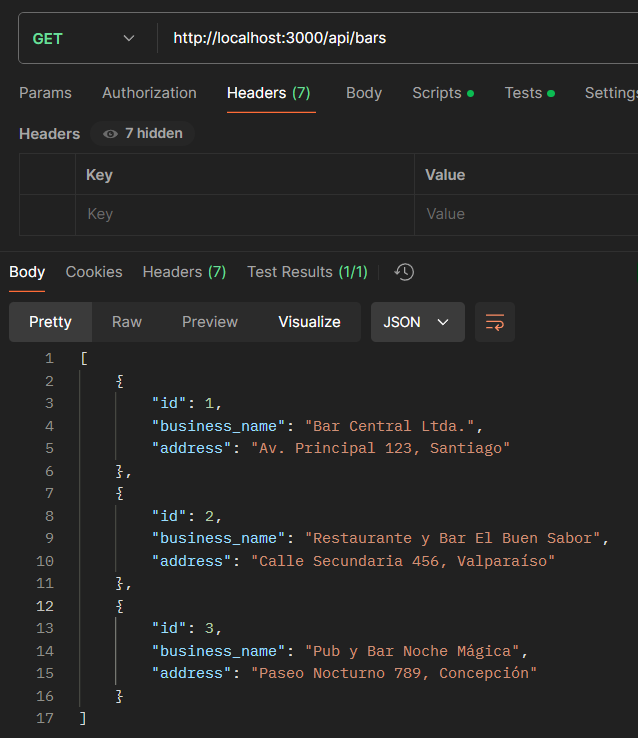 GET http://localhost:3000/api/bars
Params Authorization Headers (7) Body Scripts Tests Settings
Headers 7 hidden
Key Value
Key Value
Body Cookies Headers (7) Test Results (1/1)
Pretty Raw Preview Visualize JSON
1 [
2 {
3 "id": 1,
4 "business_name": "Bar Central Ltda.",
5 "address": "Av. Principal 123, Santiago"
6 },
7 {
8 "id": 2,
9 "business_name": "Restaurante y Bar El Buen Sabor",
10 "address": "Calle Secundaria 456, Valparaíso"
11 },
12 {
13 "id": 3,
14 "business_name": "Pub y Bar Noche Mágica",
15 "address": "Paseo Nocturno 789, Concepción"
16 }
17 ]